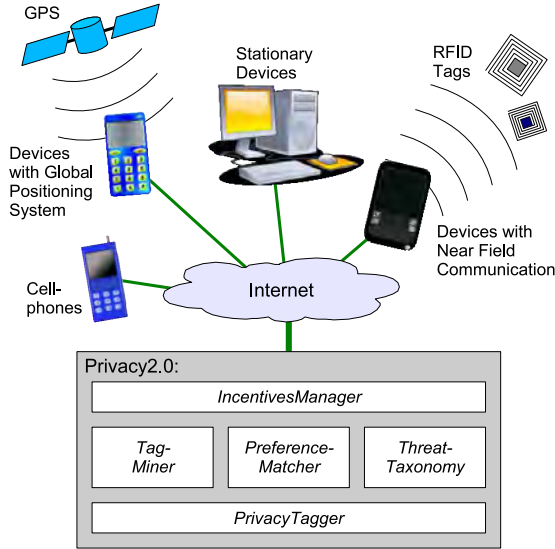 GPS
Stationary
Devices
RFID
Tags
Devices
with Global
Positioning
System
Devices with
Near Field
Communication
Cell-
phones
Internet
Privacy2.0:
IncentivesManager
Tag-
Miner
Preference-
Matcher
Threat-
Taxonomy
PrivacyTagger